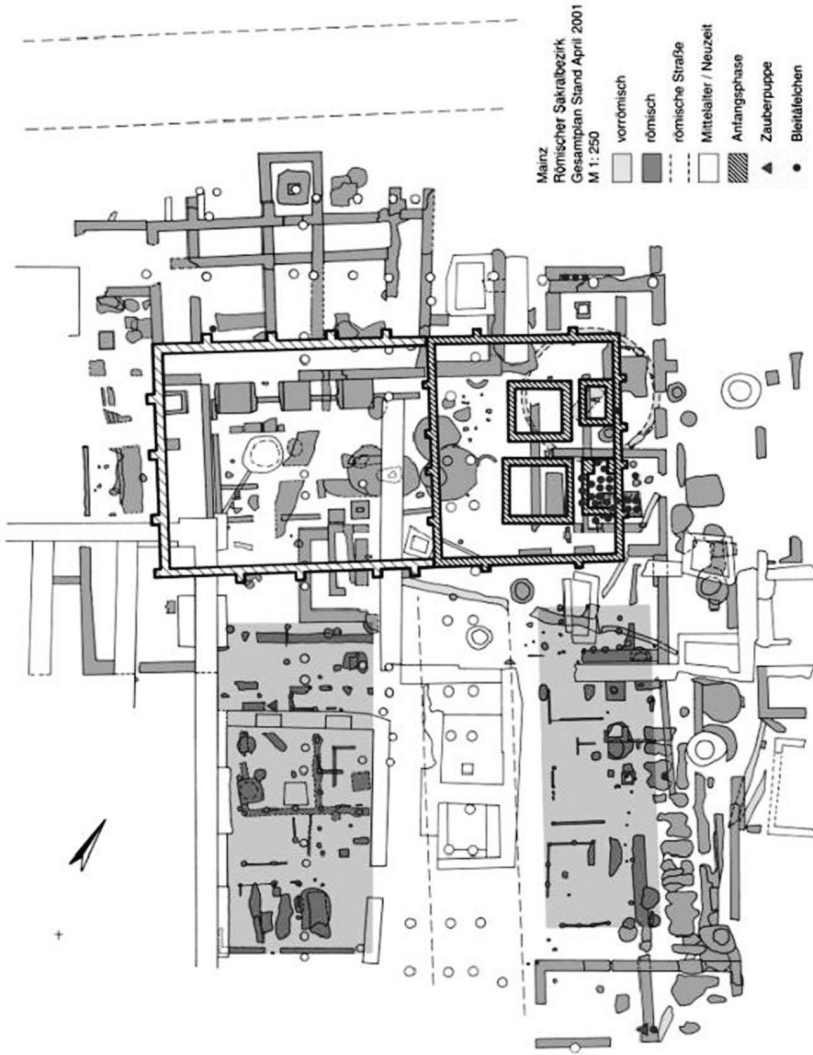 Mainz
Römischer Sakralbezirk
Gesamtplan Stand April 2001
M 1: 250
vorrömisch
römisch
römische Straße
Mittelalter / Neuzeit
Anfangsphase
Zauberpuppe
Bleitäfelchen